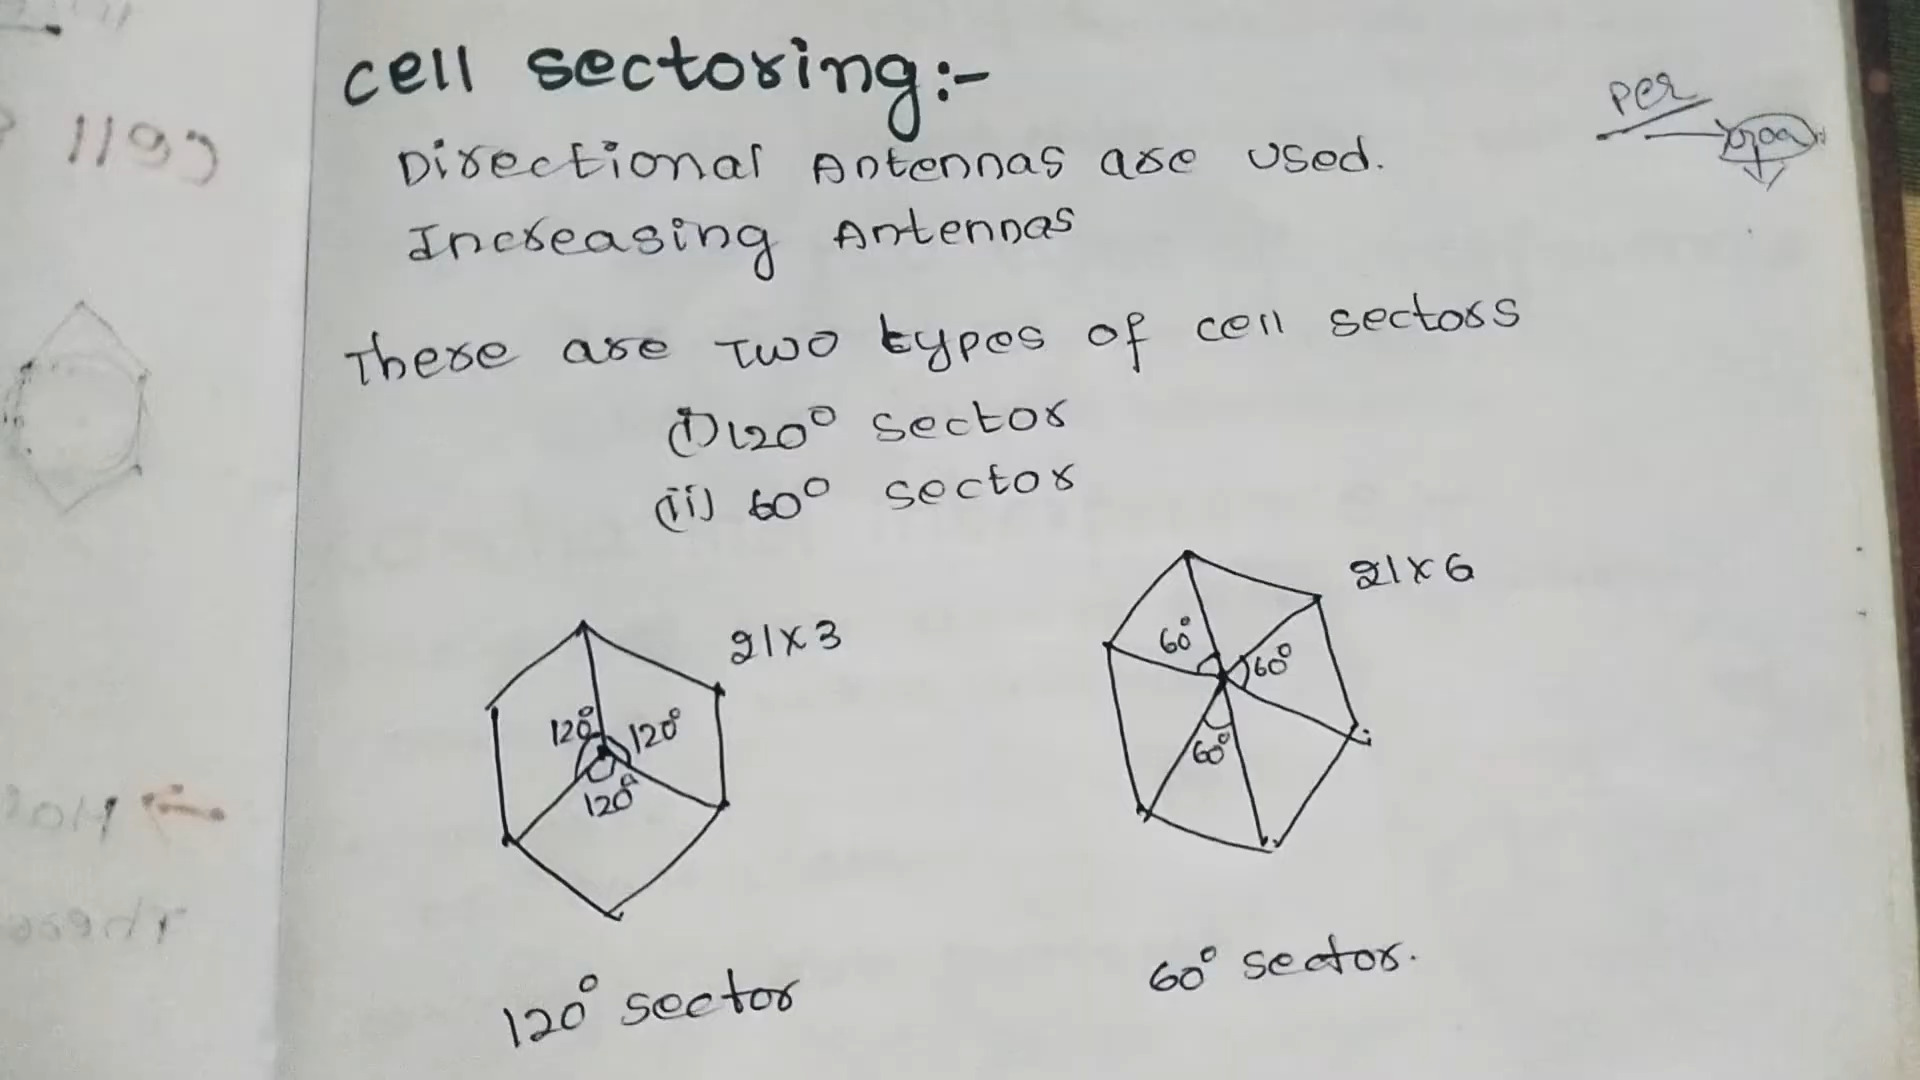 cell sectoring:-
Directional Antennas are used.
Increasing Antennas
There are Two types of cell sectors
(i) 120° sector
(ii) 60° sector
21x3
120° 120°
120°
120° sector
21x6
60° 60°
60°
60° sector.
per